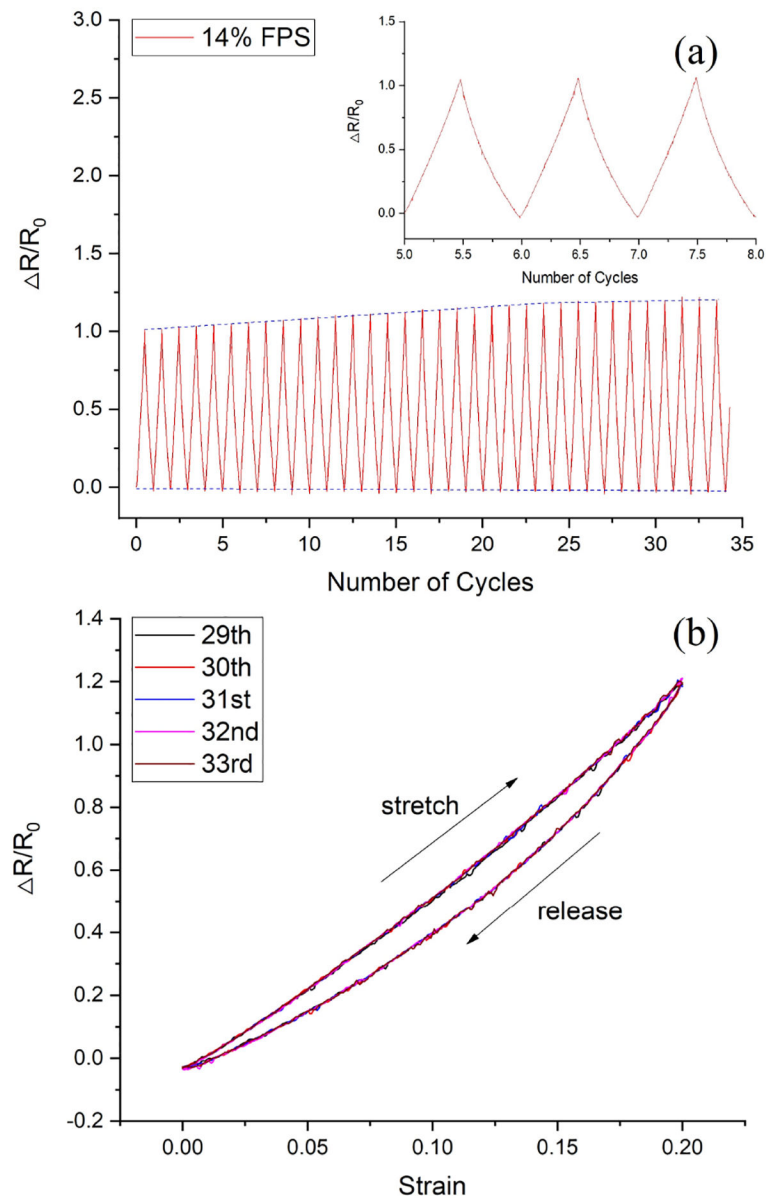 14% FPS
(a)
△R/R0
3.0
2.5
2.0
1.5
1.0
0.5
0.0
0 5 10 15 20 25 30 35
Number of Cycles
△R/R0
1.5
1.0
0.5
0.0
5.0 5.5 6.0 6.5 7.0 7.5 8.0
Number of Cycles
(b)
29th
30th
31st
32nd
33rd
stretch
release
△R/R0
1.4
1.2
1.0
0.8
0.6
0.4
0.2
0.0
-0.2
0.00 0.05 0.10 0.15 0.20
Strain